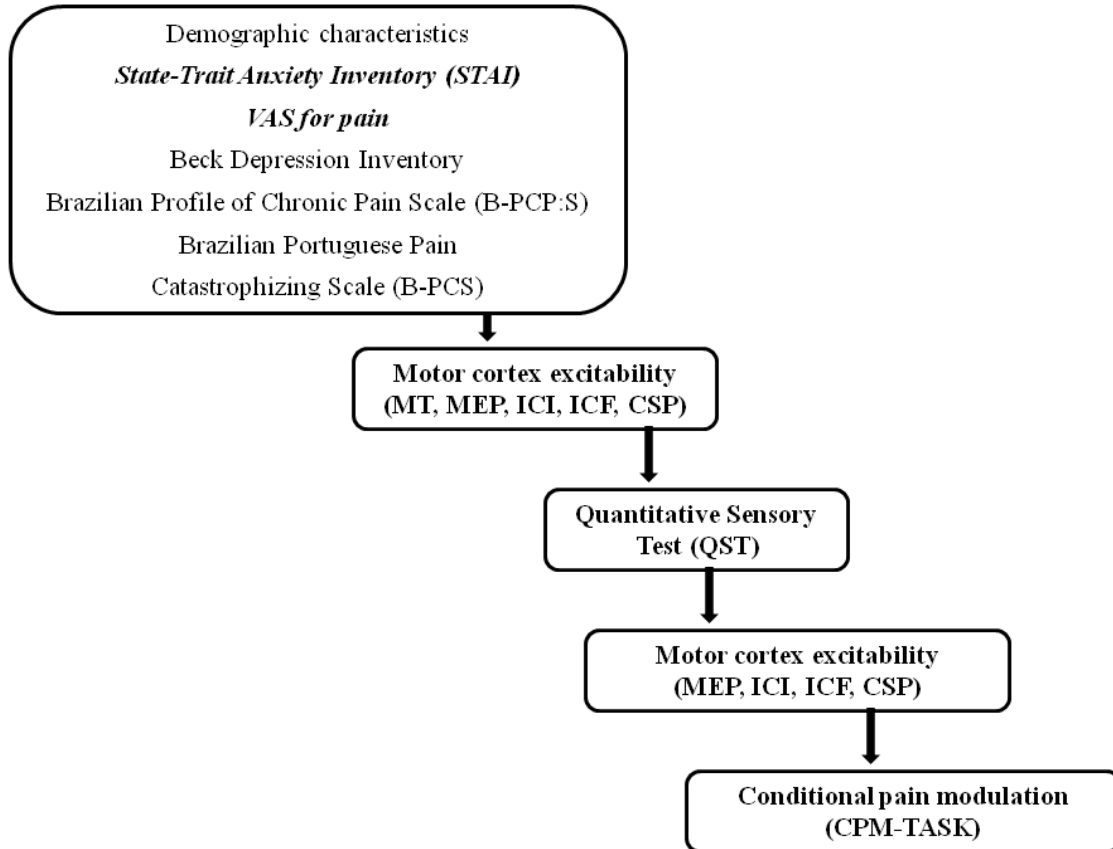 Demographic characteristics
State-Trait Anxiety Inventory (STAI)
VAS for pain
Beck Depression Inventory
Brazilian Profile of Chronic Pain Scale (B-PCP:S)
Brazilian Portuguese Pain
Catastrophizing Scale (B-PCS)
Motor cortex excitability
(MT, MEP, ICI, ICF, CSP)
Quantitative Sensory
Test (QST)
Motor cortex excitability
(MEP, ICI, ICF, CSP)
Conditional pain modulation
(CPM-TASK)